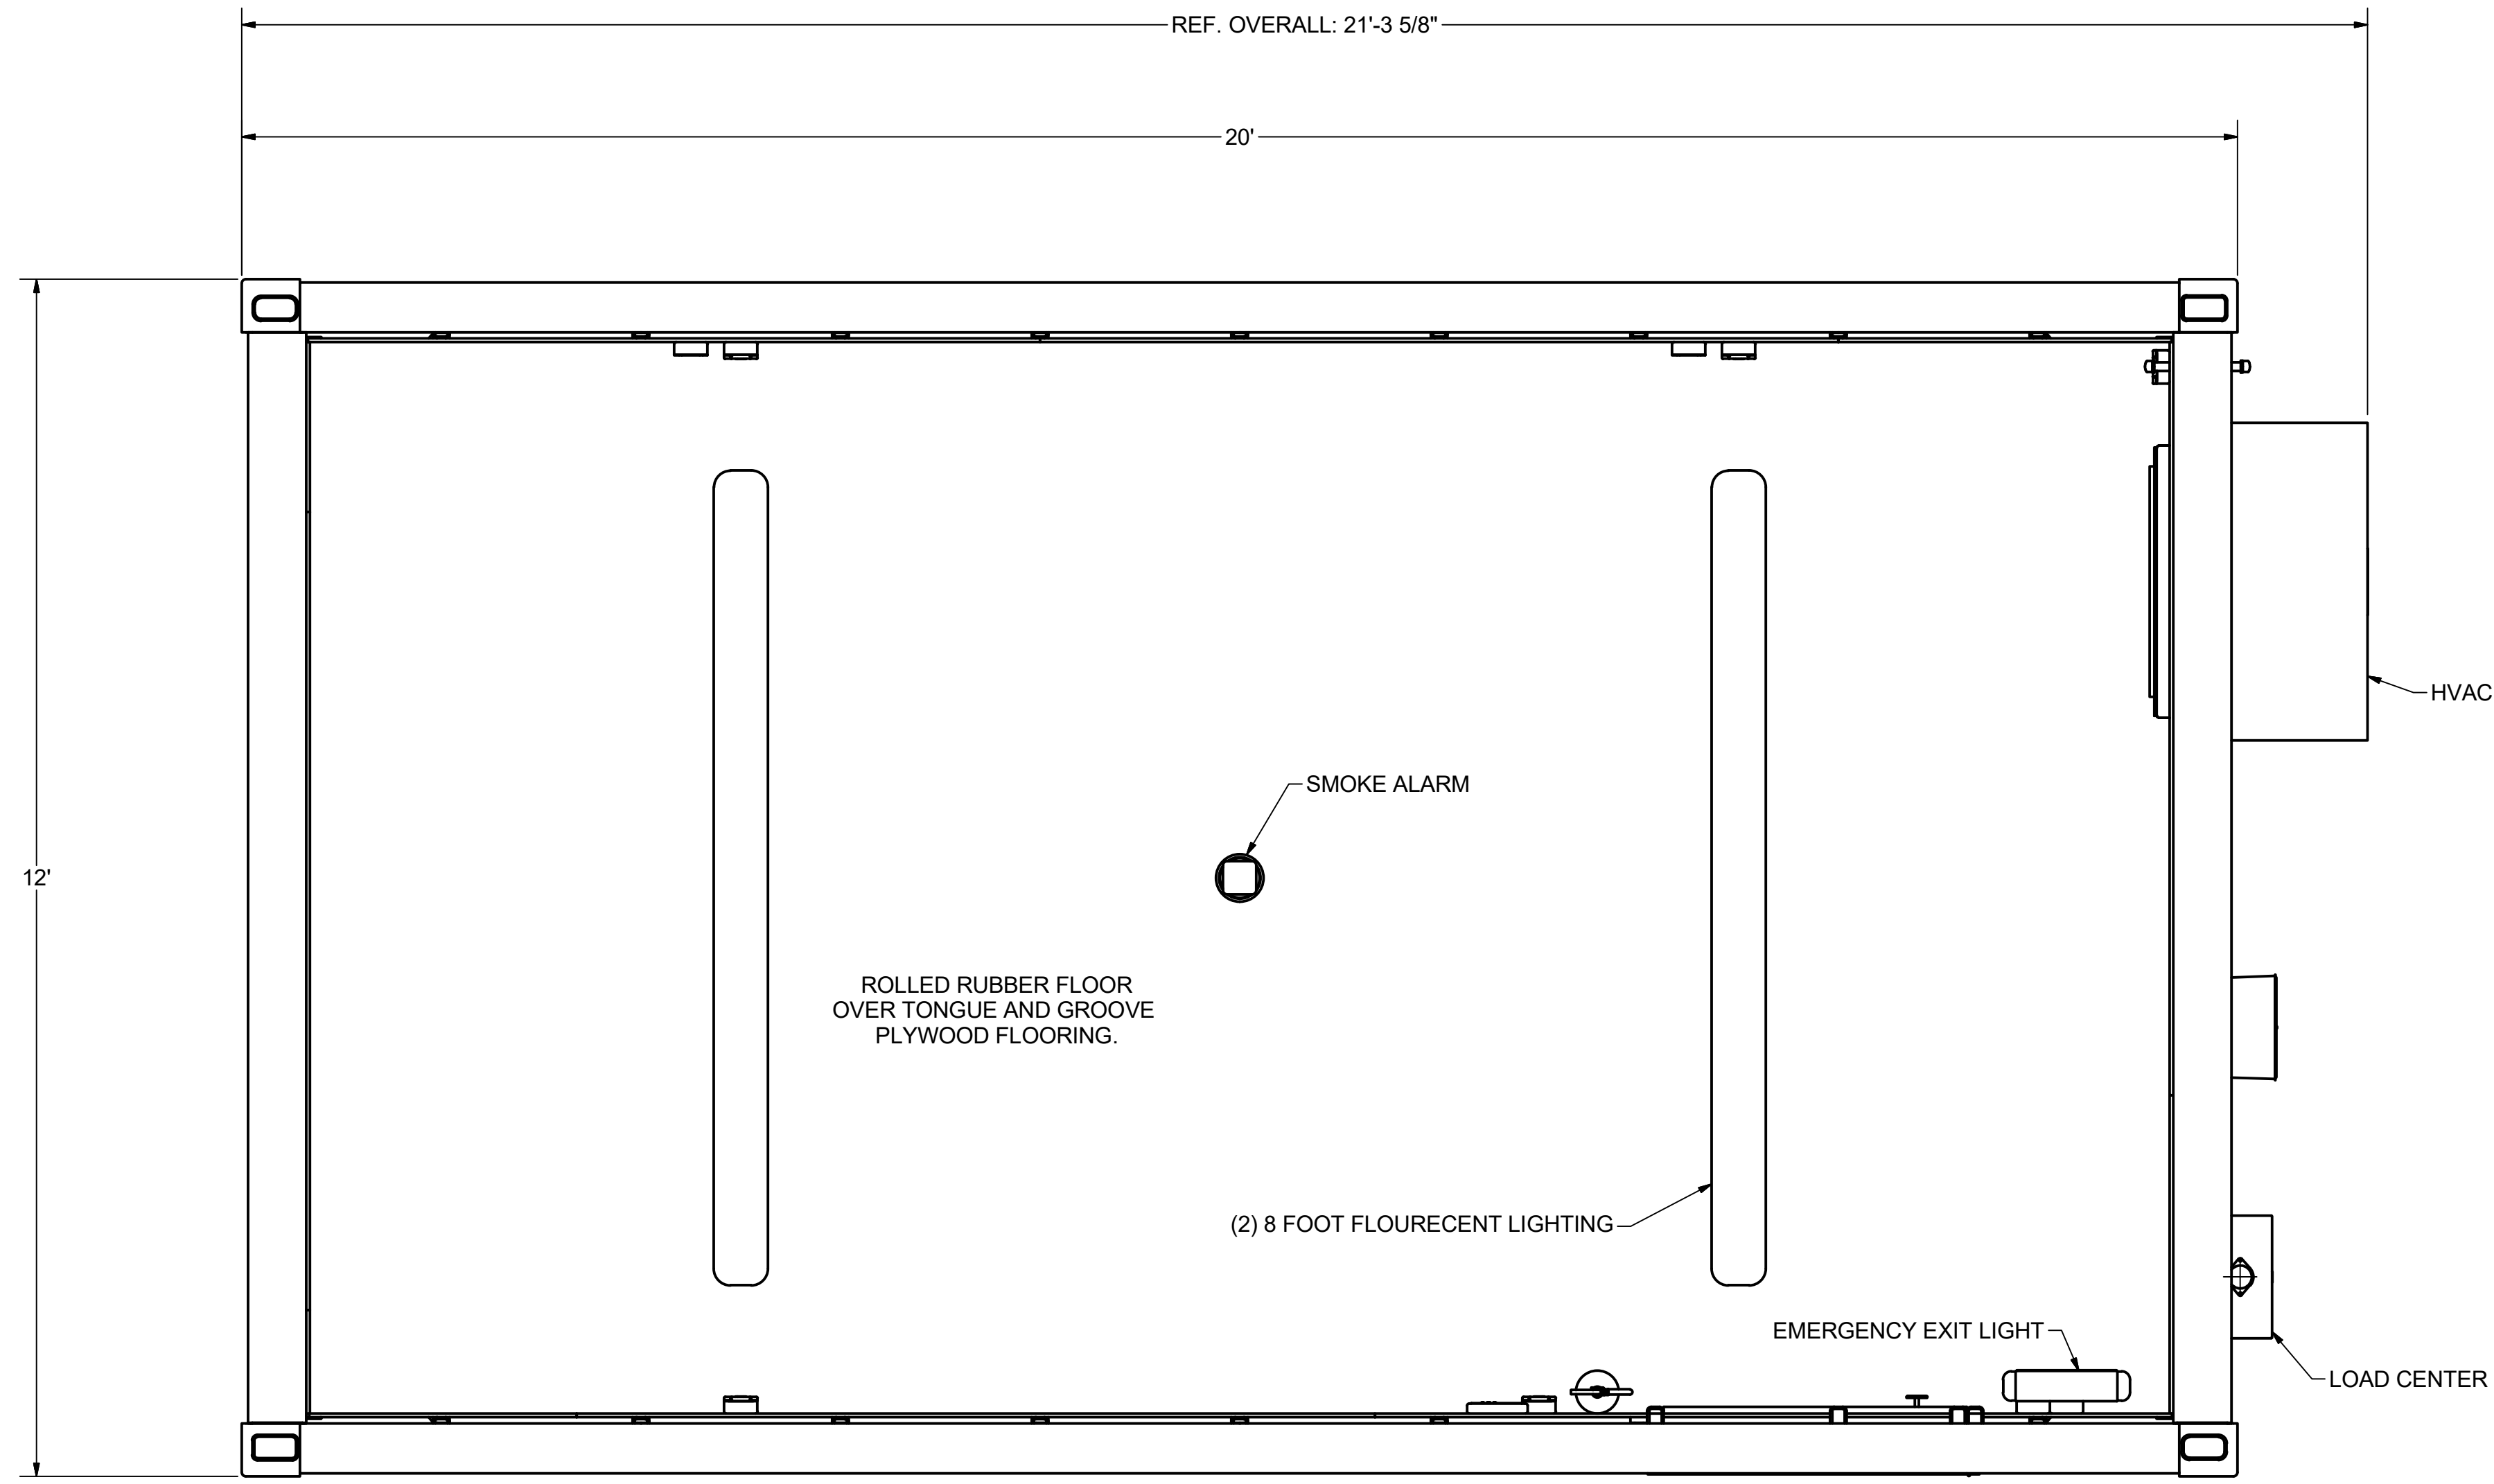 REF. OVERALL: 21'-3 5/8"
20'
HVAC
SMOKE ALARM
12'
ROLLED RUBBER FLOOR
OVER TONGUE AND GROOVE
PLYWOOD FLOORING.
(2) 8 FOOT FLOURECENT LIGHTING
EMERGENCY EXIT LIGHT
LOAD CENTER